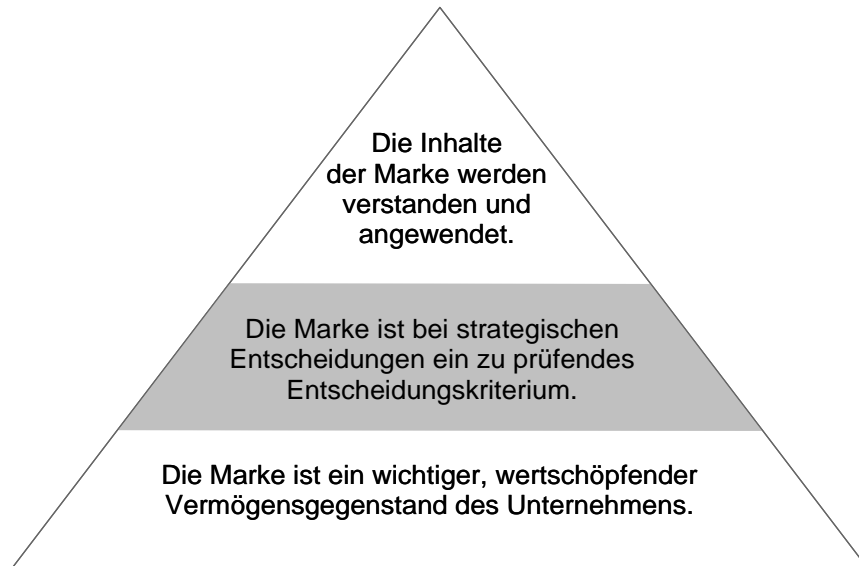 Die Inhalte
der Marke werden
verstanden und
angewendet.
Die Marke ist bei strategischen
Entscheidungen ein zu prüfendes
Entscheidungskriterium.
Die Marke ist ein wichtiger, wertschöpfender
Vermögensgegenstand des Unternehmens.